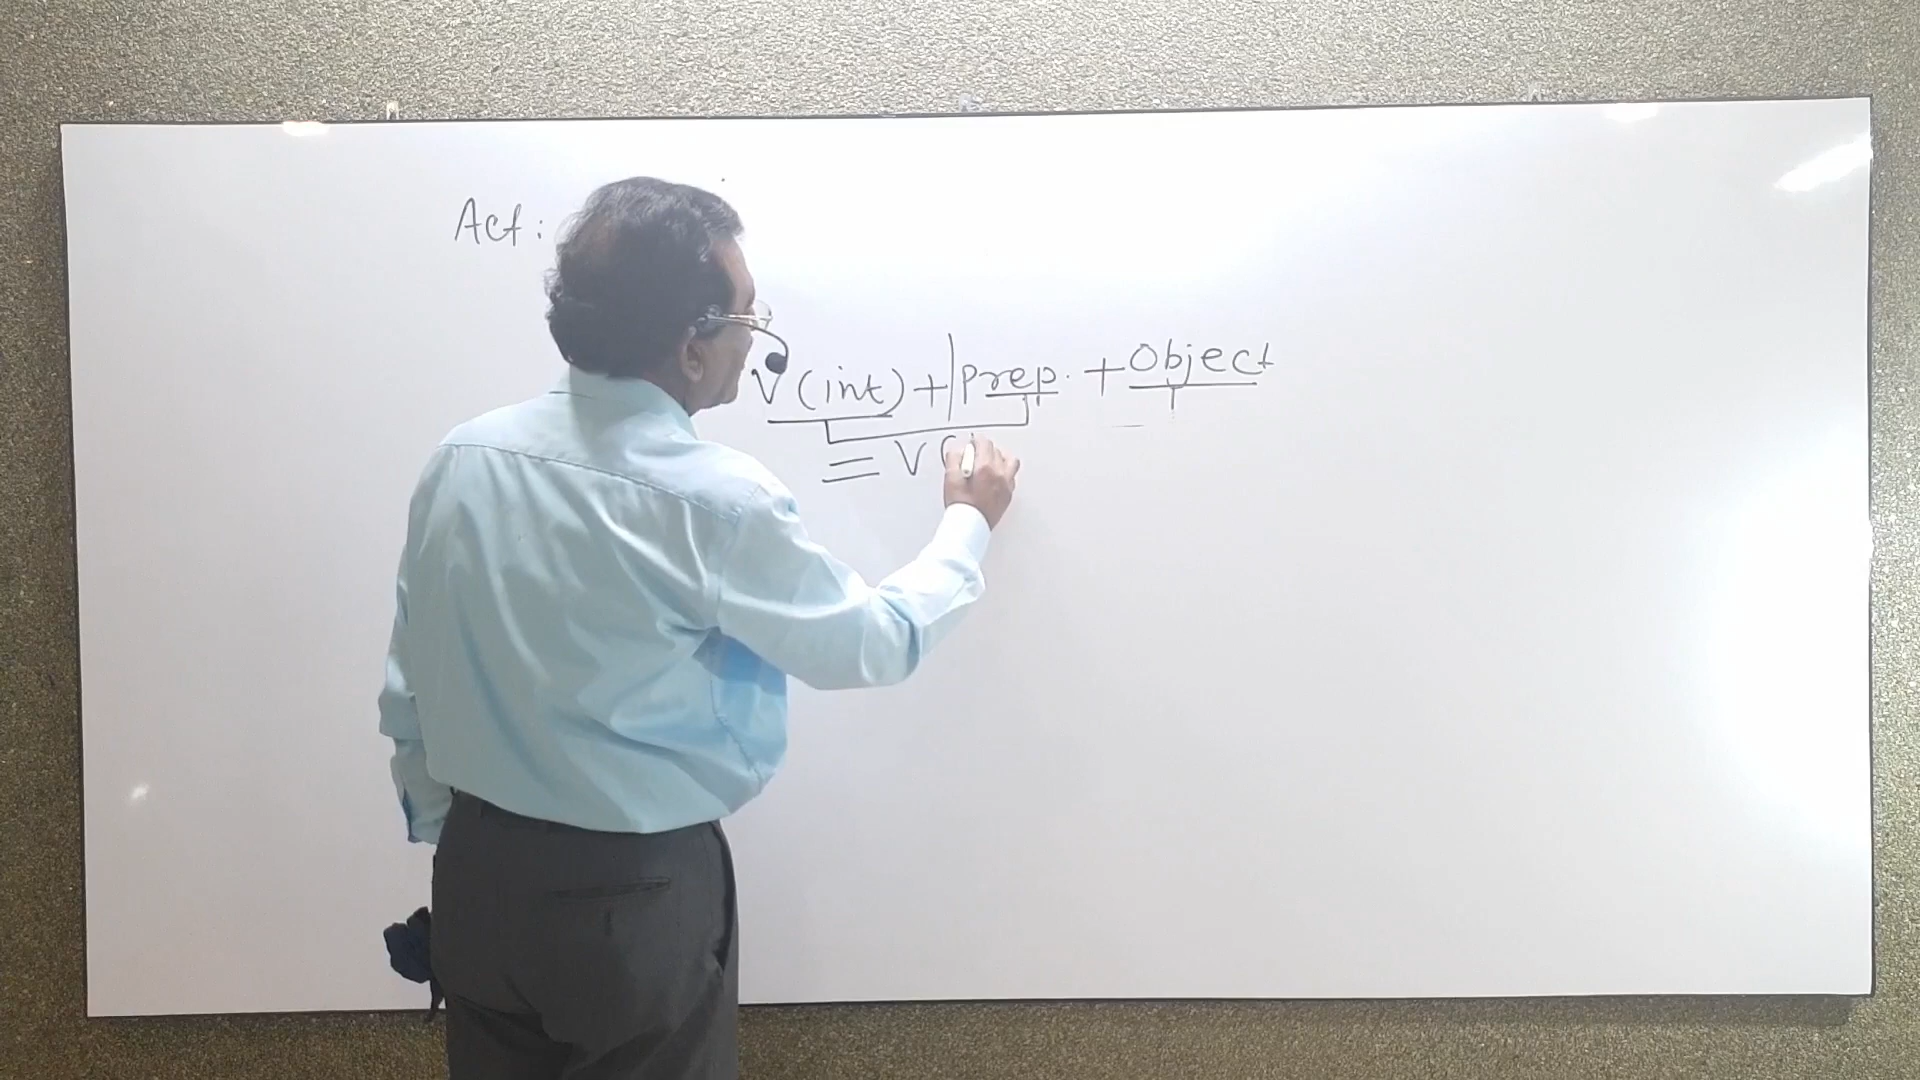 Act:
V (int) + | Prep. + Object
= V (